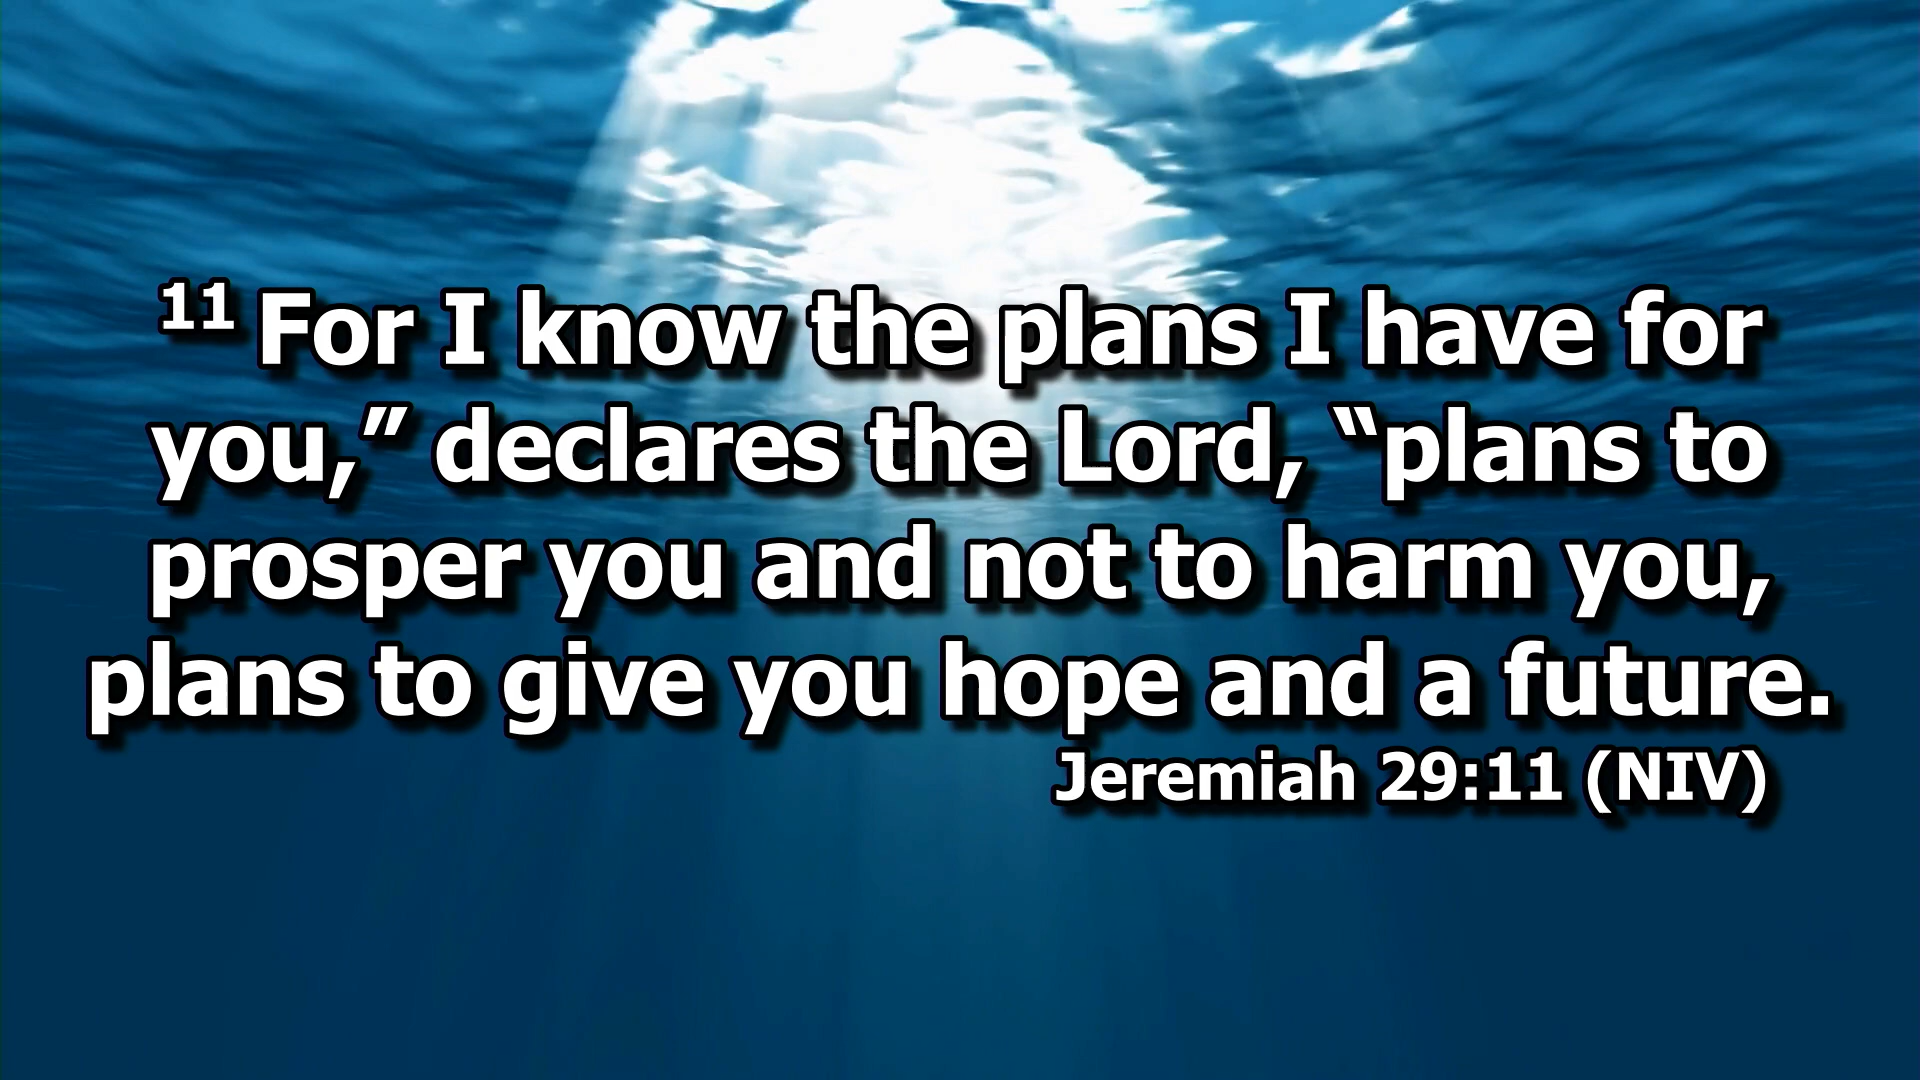 11 For I know the plans I have for
you,” declares the Lord, “plans to
prosper you and not to harm you,
plans to give you hope and a future.
Jeremiah 29:11 (NIV)